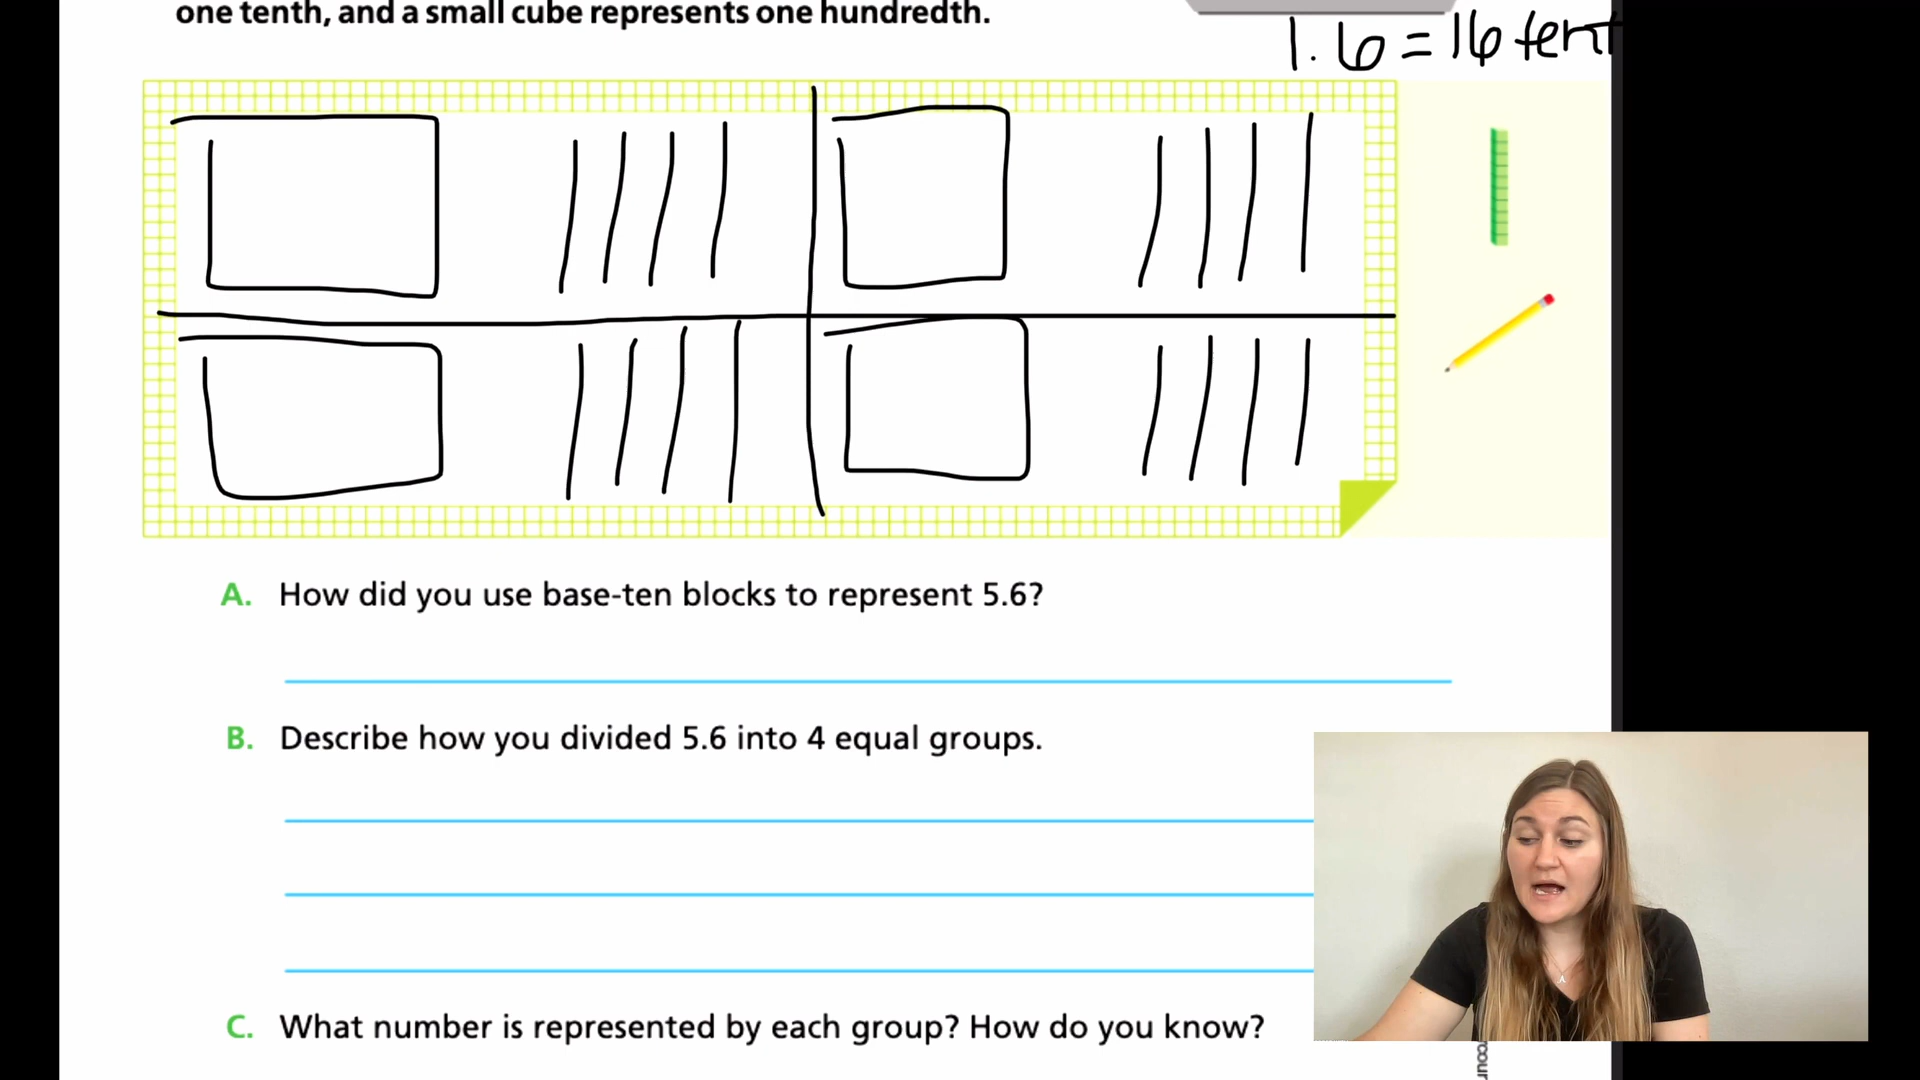 one tenth, and a small cube represents one hundredth.
1.6 = 16 tent
A. How did you use base-ten blocks to represent 5.6?
B. Describe how you divided 5.6 into 4 equal groups.
C. What number is represented by each group? How do you know?
rcour